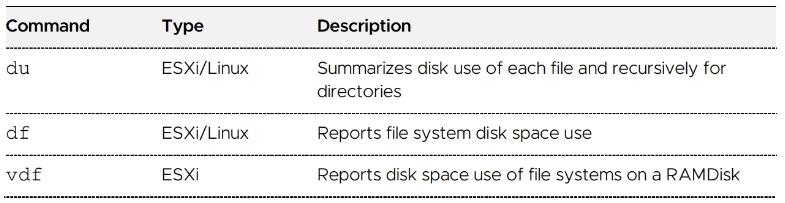 Command Type Description
du ESXi/Linux Summarizes disk use of each file and recursively for
directories
df ESXi/Linux Reports file system disk space use
vdf ESXi Reports disk space use of file systems on a RAMDisk